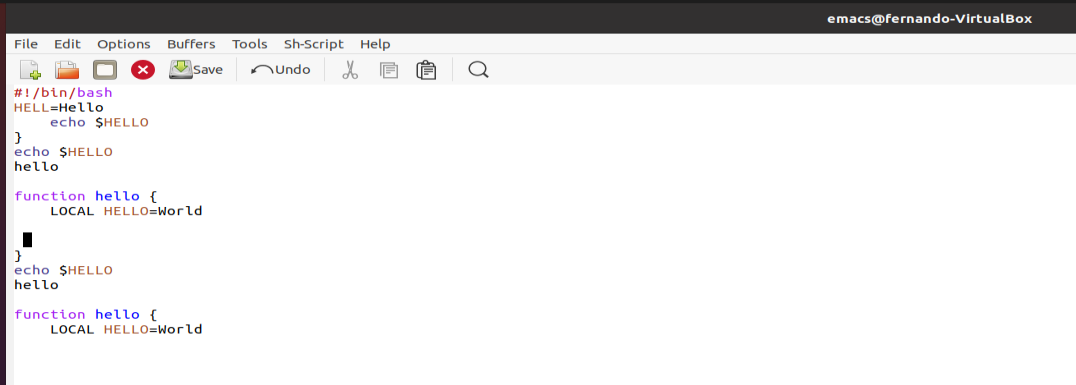 emacs@fernando-VirtualBox
File Edit Options Buffers Tools Sh-Script Help
Save Undo
#!/bin/bash
HELL=Hello
    echo $HELLO
}
echo $HELLO
hello
function hello {
    LOCAL HELLO=World
}
echo $HELLO
hello
function hello {
    LOCAL HELLO=World